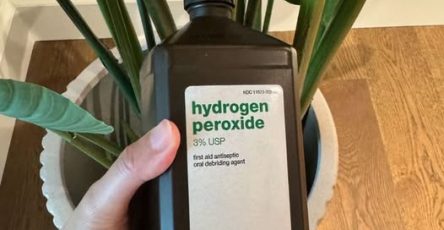 hydrogen
peroxide
3% USP
first aid antiseptic
oral debriding agent